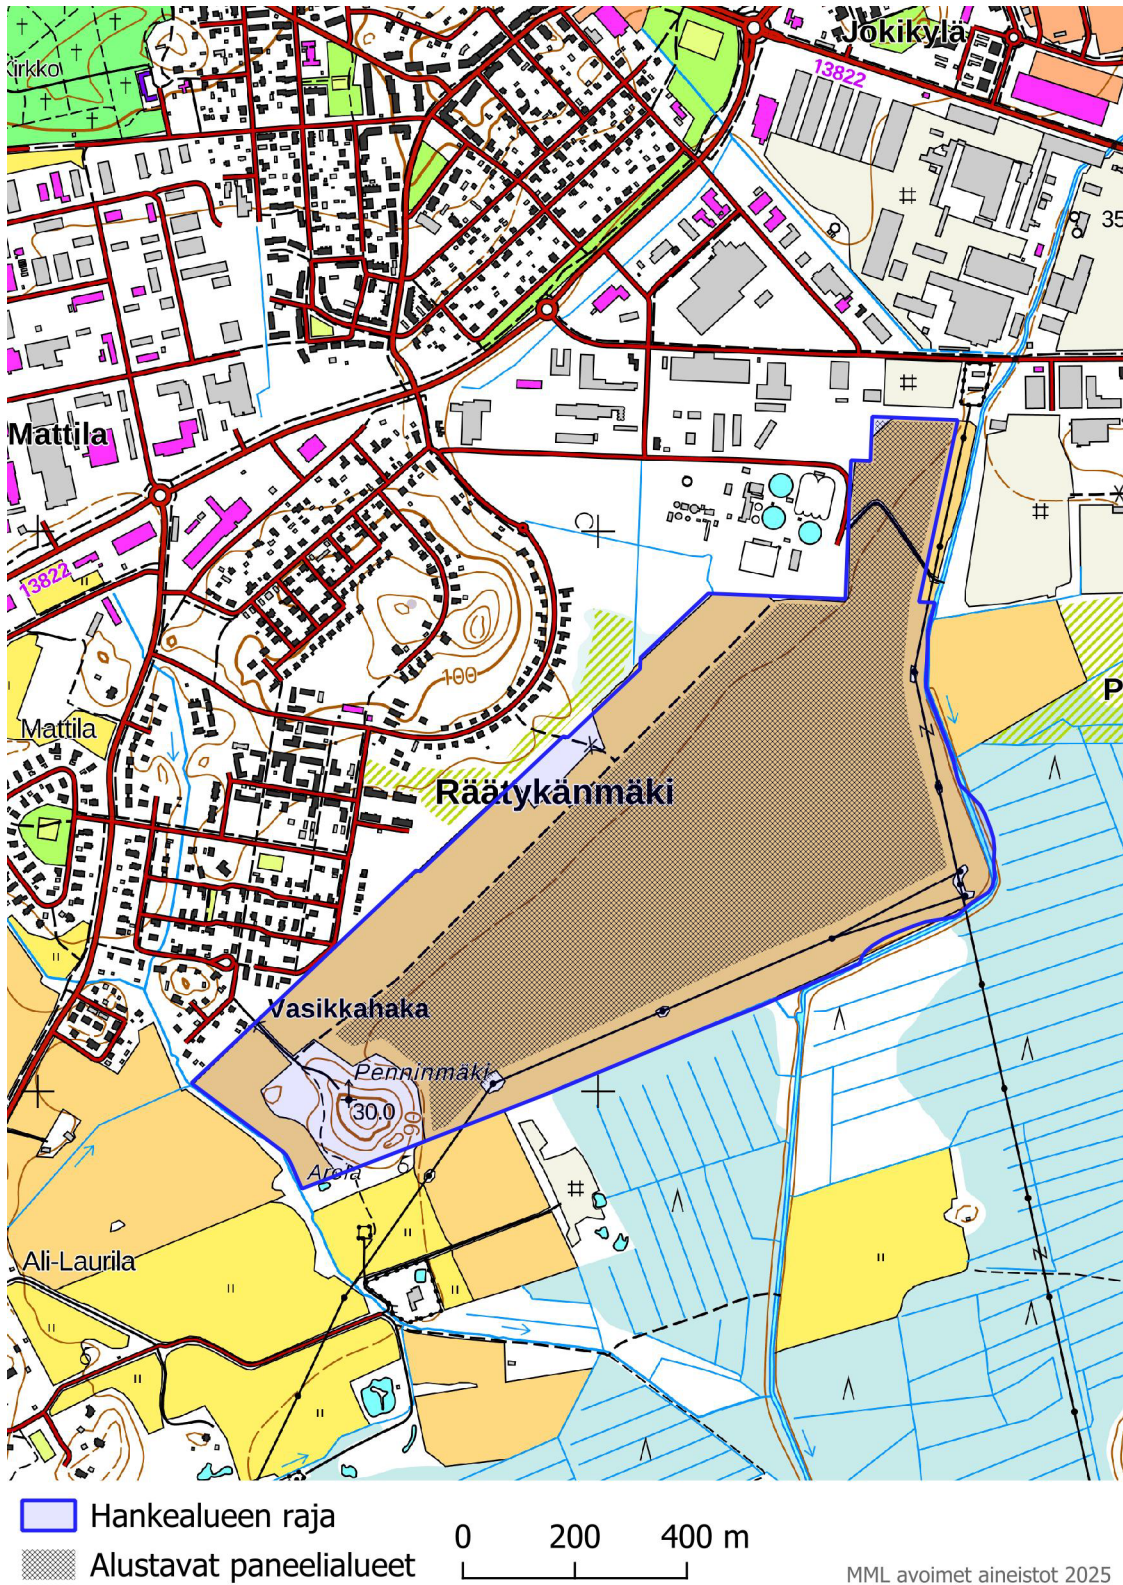 Jokikylä
Kirkko
13822
35
Mattila
13822
100
Mattila
P
Räätykänmäki
Vasikkahaka
Penninmäki
30.0
90
Arola
Ali-Laurila
Hankealueen raja
0 200 400 m
Alustavat paneelialueet
MML avoimet aineistot 2025